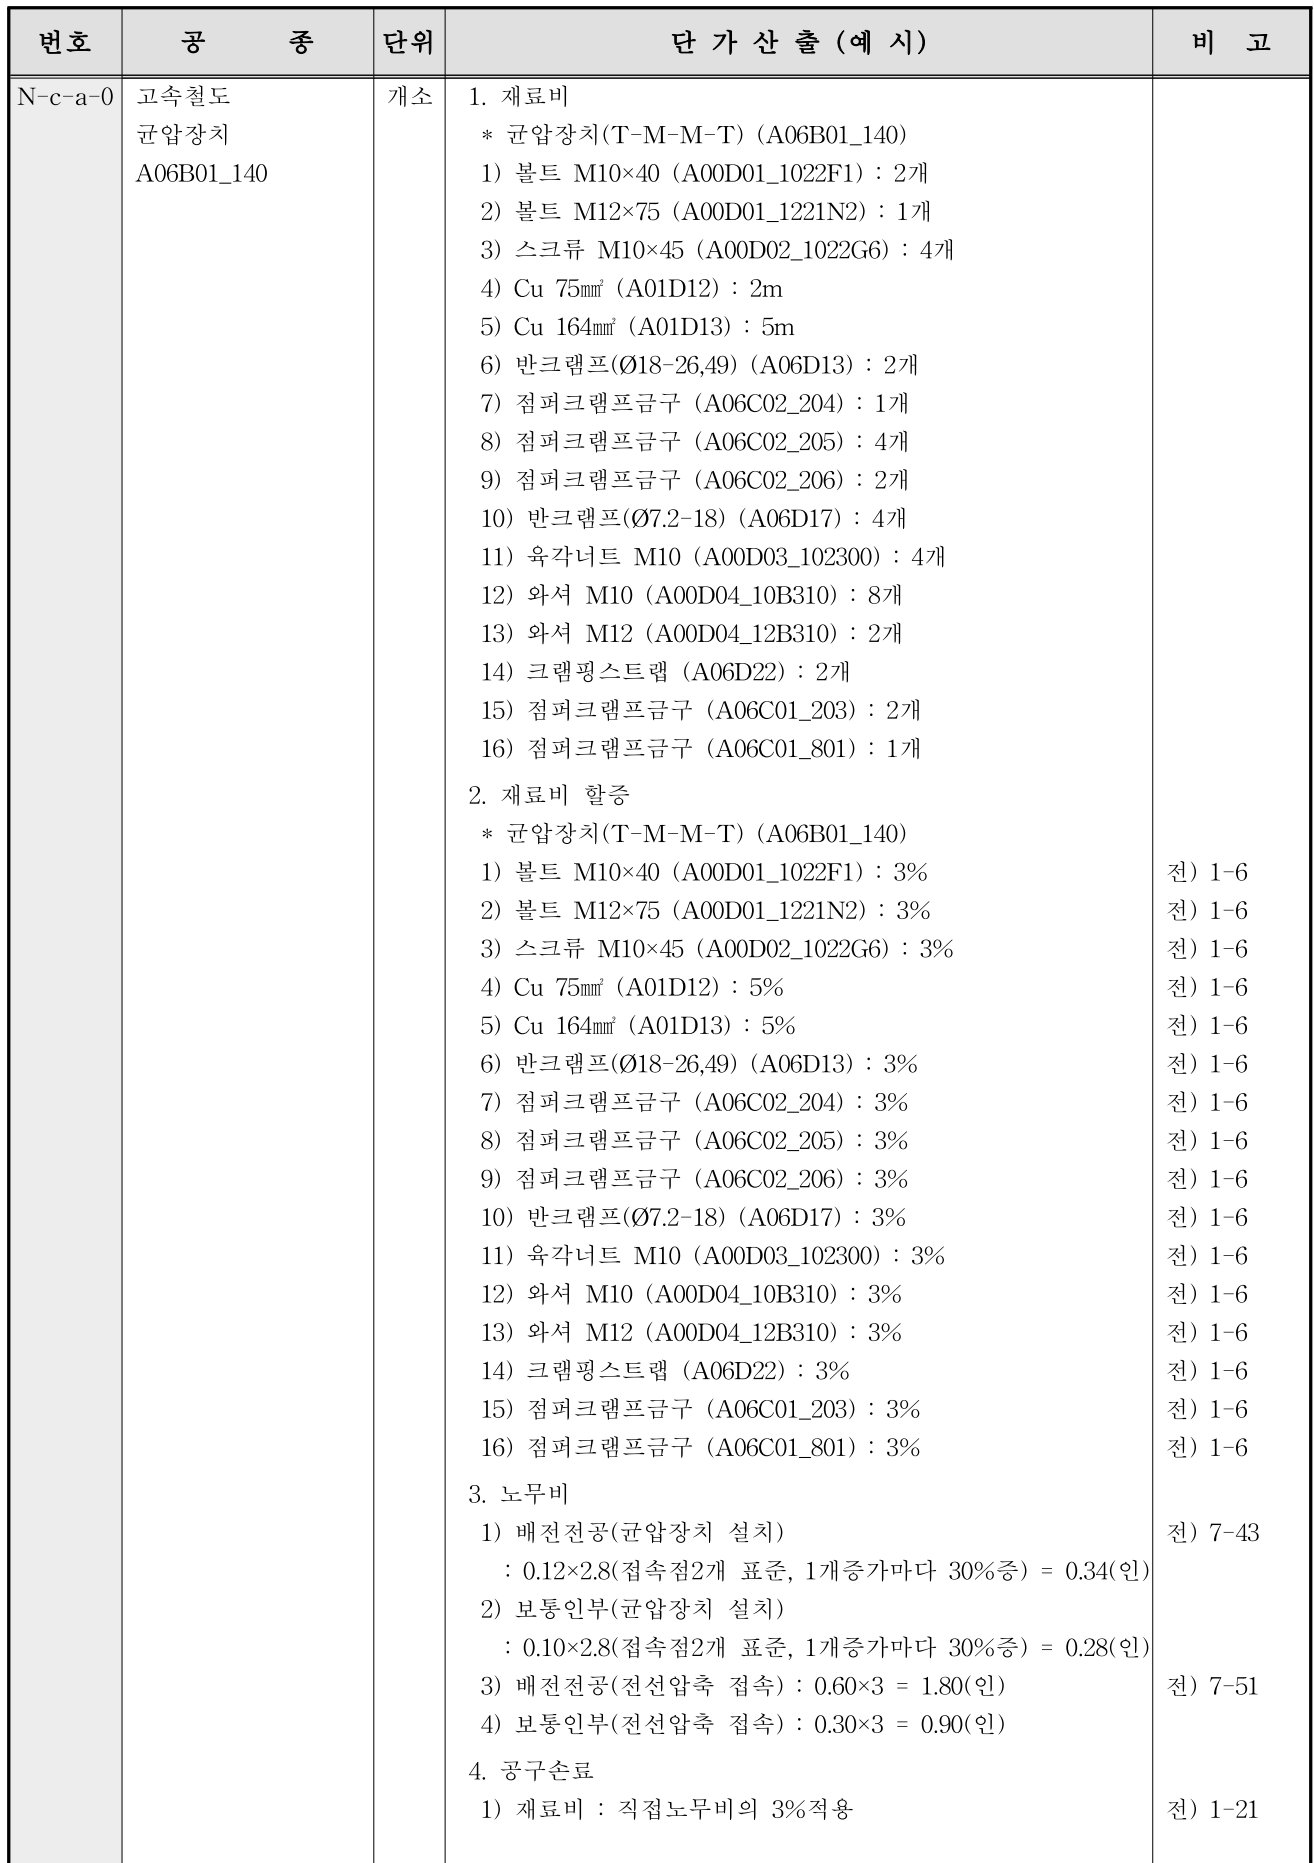 번호 공 종 단위 단 가 산 출 (예 시) 비 고
N-c-a-0 고속철도 개소 1. 재료비
균압장치 * 균압장치(T-M-M-T) (A06B01_140)
A06B01_140 1) 볼트 M10×40 (A00D01_1022F1) : 2개
2) 볼트 M12×75 (A00D01_1221N2) : 1개
3) 스크류 M10×45 (A00D02_1022G6) : 4개
4) Cu 75㎟ (A01D12) : 2m
5) Cu 164㎟ (A01D13) : 5m
6) 반크램프(Ø18-26,49) (A06D13) : 2개
7) 점퍼크램프금구 (A06C02_204) : 1개
8) 점퍼크램프금구 (A06C02_205) : 4개
9) 점퍼크램프금구 (A06C02_206) : 2개
10) 반크램프(Ø7.2-18) (A06D17) : 4개
11) 육각너트 M10 (A00D03_102300) : 4개
12) 와셔 M10 (A00D04_10B310) : 8개
13) 와셔 M12 (A00D04_12B310) : 2개
14) 크램핑스트랩 (A06D22) : 2개
15) 점퍼크램프금구 (A06C01_203) : 2개
16) 점퍼크램프금구 (A06C01_801) : 1개
2. 재료비 할증
* 균압장치(T-M-M-T) (A06B01_140)
1) 볼트 M10×40 (A00D01_1022F1) : 3% 전) 1-6
2) 볼트 M12×75 (A00D01_1221N2) : 3% 전) 1-6
3) 스크류 M10×45 (A00D02_1022G6) : 3% 전) 1-6
4) Cu 75㎟ (A01D12) : 5% 전) 1-6
5) Cu 164㎟ (A01D13) : 5% 전) 1-6
6) 반크램프(Ø18-26,49) (A06D13) : 3% 전) 1-6
7) 점퍼크램프금구 (A06C02_204) : 3% 전) 1-6
8) 점퍼크램프금구 (A06C02_205) : 3% 전) 1-6
9) 점퍼크램프금구 (A06C02_206) : 3% 전) 1-6
10) 반크램프(Ø7.2-18) (A06D17) : 3% 전) 1-6
11) 육각너트 M10 (A00D03_102300) : 3% 전) 1-6
12) 와셔 M10 (A00D04_10B310) : 3% 전) 1-6
13) 와셔 M12 (A00D04_12B310) : 3% 전) 1-6
14) 크램핑스트랩 (A06D22) : 3% 전) 1-6
15) 점퍼크램프금구 (A06C01_203) : 3% 전) 1-6
16) 점퍼크램프금구 (A06C01_801) : 3% 전) 1-6
3. 노무비
1) 배전전공(균압장치 설치) 전) 7-43
: 0.12×2.8(접속점2개 표준, 1개증가마다 30%증) = 0.34(인)
2) 보통인부(균압장치 설치)
: 0.10×2.8(접속점2개 표준, 1개증가마다 30%증) = 0.28(인)
3) 배전전공(전선압축 접속) : 0.60×3 = 1.80(인) 전) 7-51
4) 보통인부(전선압축 접속) : 0.30×3 = 0.90(인)
4. 공구손료
1) 재료비 : 직접노무비의 3%적용 전) 1-21